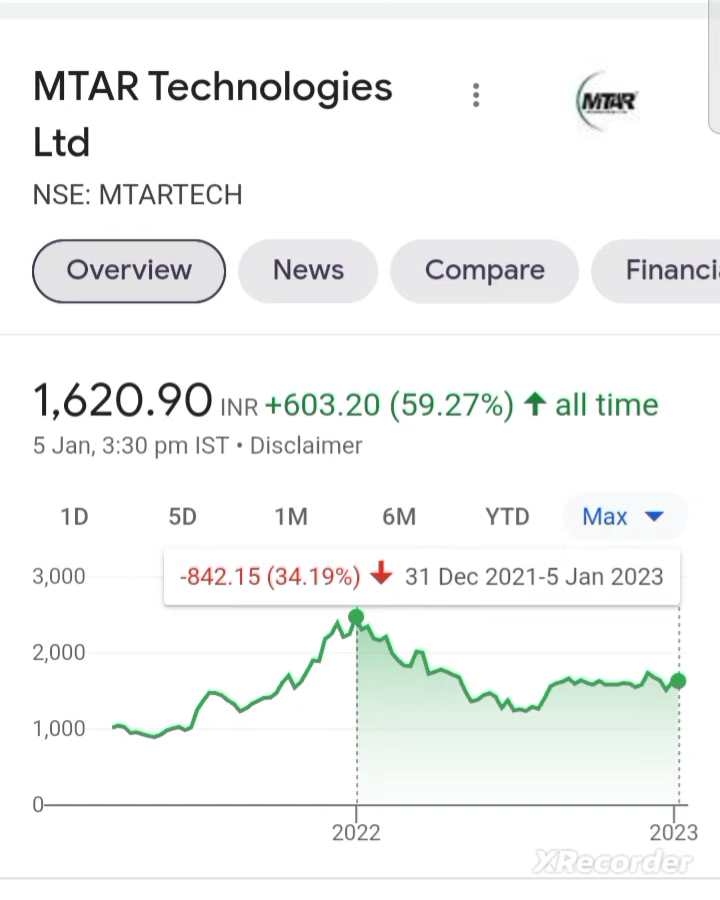 MTAR Technologies
Ltd
MTAR
NSE: MTARTECH
Overview
News
Compare
Financi
1,620.90 INR +603.20 (59.27%) ↑ all time
5 Jan, 3:30 pm IST • Disclaimer
1D 5D 1M 6M YTD Max
3,000
-842.15 (34.19%) ↓ 31 Dec 2021-5 Jan 2023
2,000
1,000
0
2022 2023
XRecorder